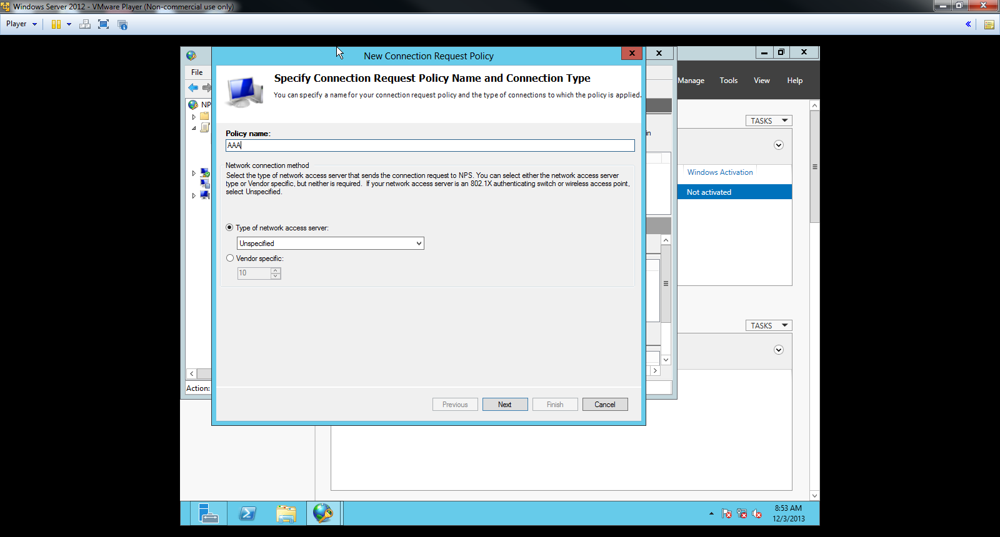 Windows Server 2012 - VMware Player (Non-commercial use only)
Player
New Connection Request Policy
File
Specify Connection Request Policy Name and Connection Type
You can specify a name for your connection request policy and the type of connections to which the policy is applied.
Manage Tools View Help
NP
TASKS
Policy name:
in
AAA
Network connection method
Select the type of network access server that sends the connection request to NPS. You can select either the network access server
type or Vendor specific, but neither is required. If your network access server is an 802.1X authenticating switch or wireless access point,
select Unspecified.
Windows Activation
Not activated
Type of network access server:
Unspecified
Vendor specific:
10
TASKS
Action:
Previous Next Finish Cancel
8:53 AM
12/3/2013